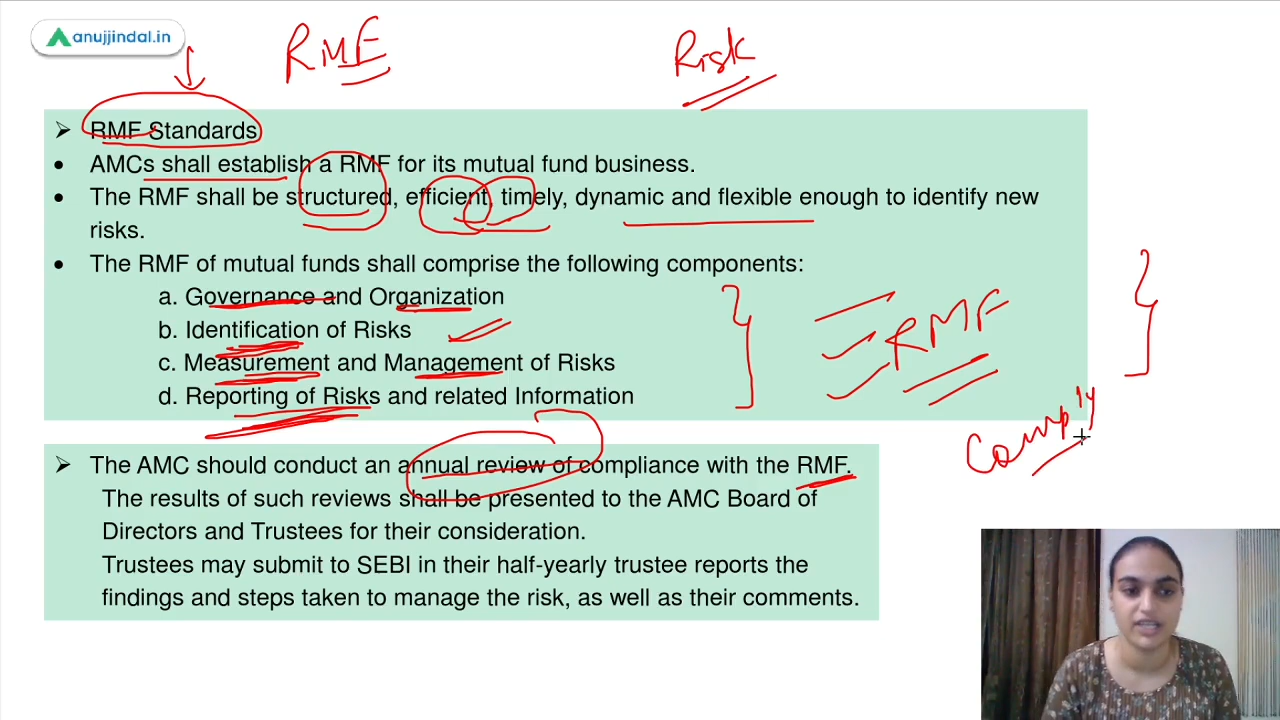 anujjindal.in
RMF
Risk
➢ RMF Standards
• AMCs shall establish a RMF for its mutual fund business.
• The RMF shall be structured, efficient, timely, dynamic and flexible enough to identify new
risks.
• The RMF of mutual funds shall comprise the following components:
a. Governance and Organization
b. Identification of Risks
c. Measurement and Management of Risks
d. Reporting of Risks and related Information
RMF
Comply
➢ The AMC should conduct an annual review of compliance with the RMF.
The results of such reviews shall be presented to the AMC Board of
Directors and Trustees for their consideration.
Trustees may submit to SEBI in their half-yearly trustee reports the
findings and steps taken to manage the risk, as well as their comments.